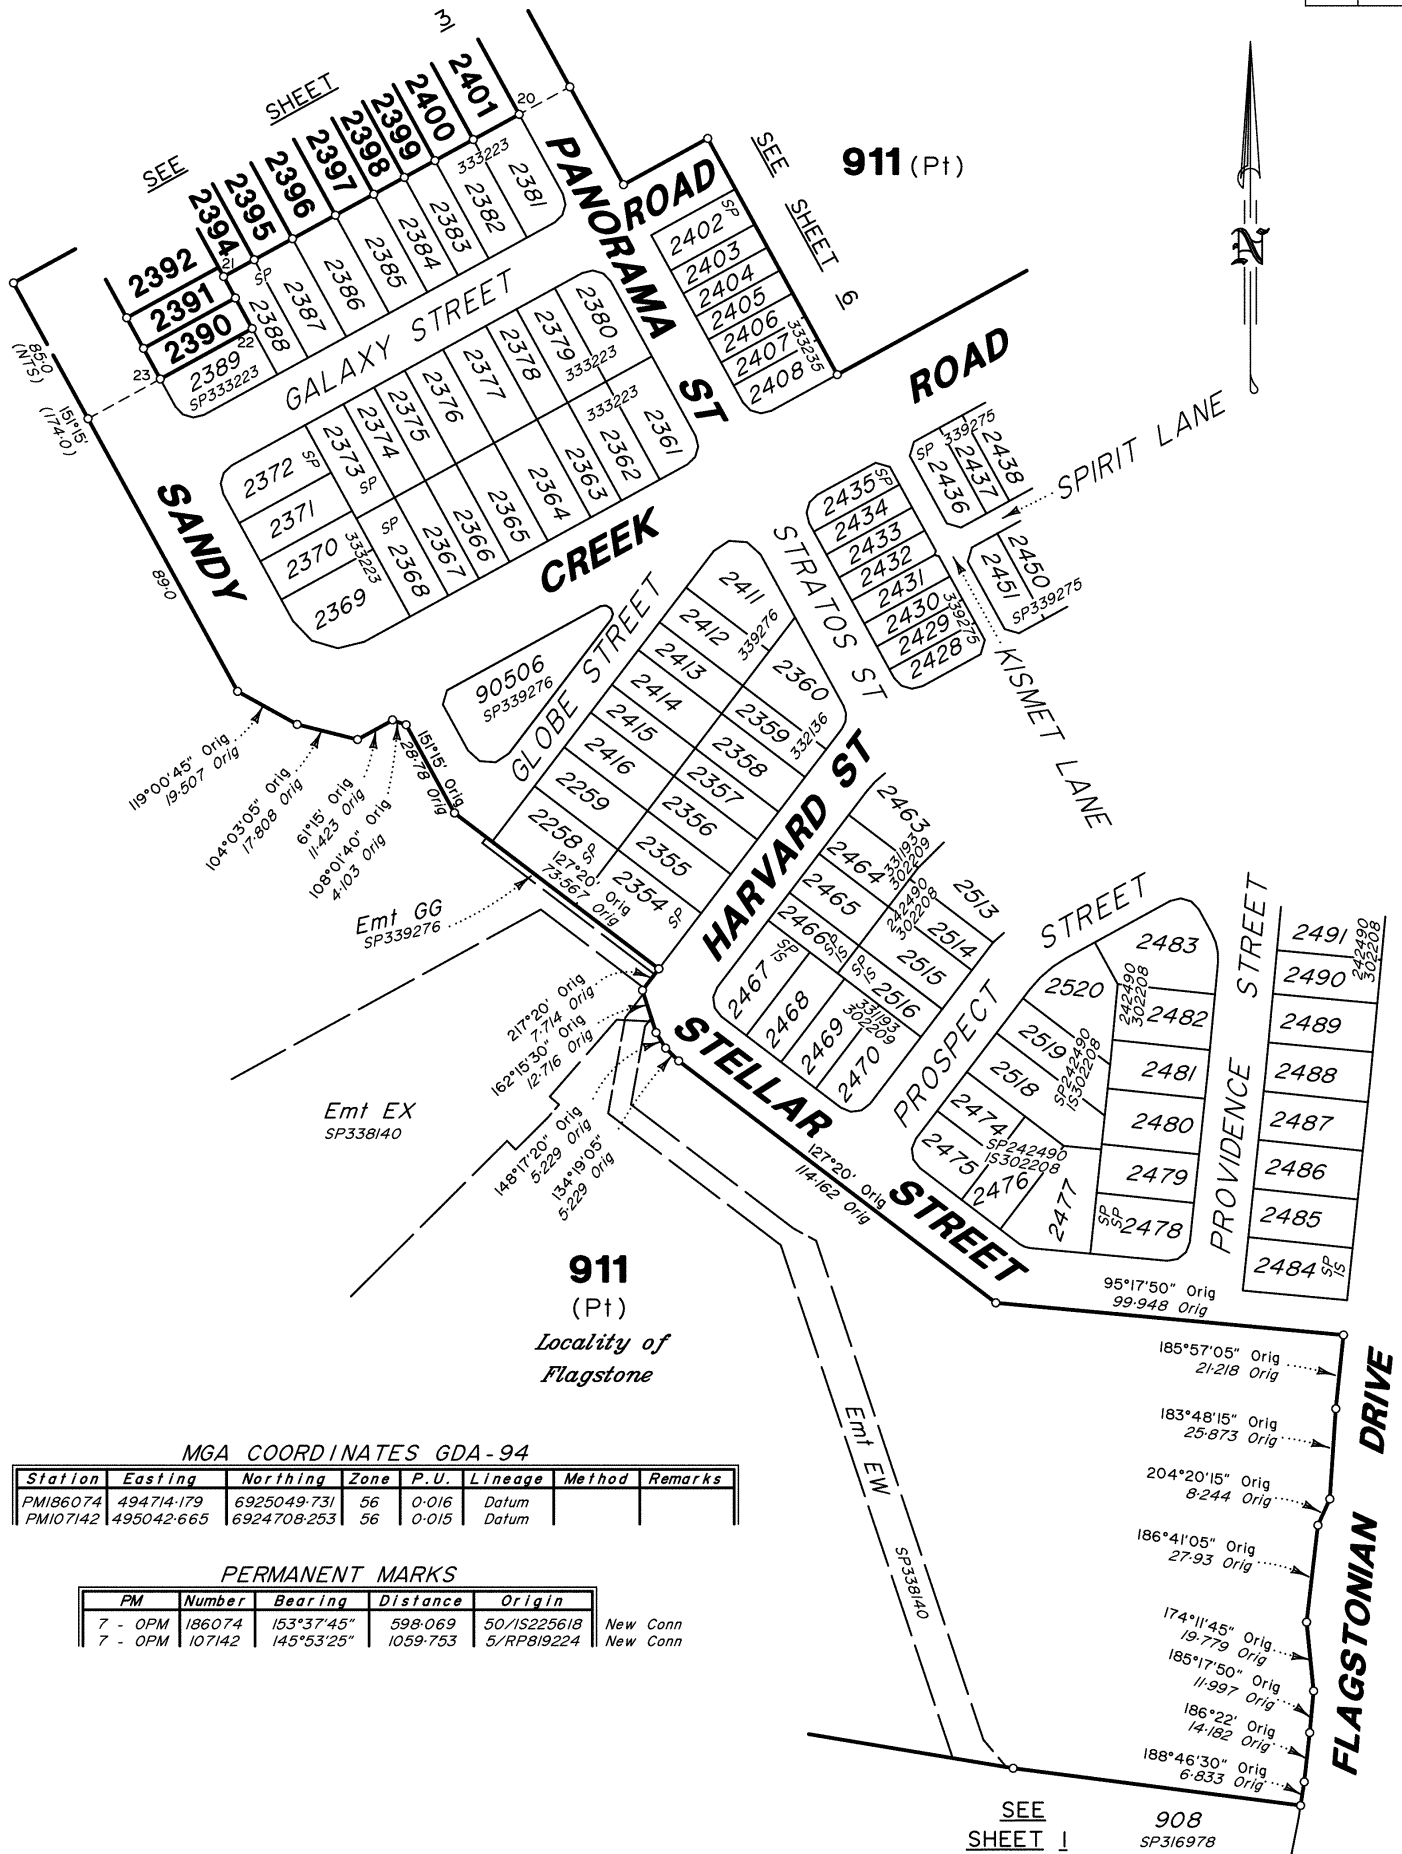 SEE
SHEET
3
2392
2394
2395
2396
2397
2398
2399
2400
2401
20
21
22
23
2391
2390
2389
SP333223
2388
SP
2387
2386
2385
2384
2383
2382
333223
2381
PANORAMA ST
ROAD
SEE
SHEET
6
911 (Pt)
N
2402 SP
2403
2404
2405
2406
2407
333235
2408
GALAXY STREET
2380
2379
333223
2378
2377
2376
2375
2374
2373 SP
2372
SP
2371
2370
333223
2369
SP
2368
2367
2366
2365
2364
2363
2362
333223
2361
85·0
(NTS)
151°15'
(174·0)
89·0
SANDY
CREEK
ROAD
SPIRIT LANE
SP 339275
2436
2437
2438
2435 SP
2434
2433
2432
2431
2430
2429
339275
2428
2450
2451
SP339275
KISMET LANE
STRATOS ST
90506
SP339276
GLOBE STREET
2411
2412
339276
2413
2414
2415
2416
2259
2258 SP
2360
2359
332136
2358
2357
2356
2355
2354 SP
119°00'45" Orig
19·507 Orig
104°03'05" Orig
17·808 Orig
61°15' Orig
11·423 Orig
108°01'40" Orig
4·103 Orig
151°15' Orig
28·78 Orig
127°20' Orig
73·567 Orig
Emt GG
SP339276
HARVARD ST
2463
2464
331193
302209
2465
2466 SP IS
2467
SP
IS
2468
2469
2470
331193
302209
2513
2514
242490
302208
2515
2516
SP
IS
STELLAR STREET
PROSPECT STREET
2483
2520
2519
2518
SP242490
IS302208
242490
302208
2482
2481
2480
2479
2478
SP
SP
2474
SP242490
IS302208
2475
2476
2477
PROVIDENCE STREET
2491
242490
302208
2490
2489
2488
2487
2486
2485
2484 SP IS
217°20' Orig
7·714 Orig
162°15'30" Orig
12·716 Orig
148°17'20" Orig
5·229 Orig
134°19'05" Orig
5·229 Orig
127°20' Orig
114·162 Orig
Emt EX
SP338140
911
(Pt)
Locality of
Flagstone
95°17'50" Orig
99·948 Orig
185°57'05" Orig
21·218 Orig
183°48'15" Orig
25·873 Orig
204°20'15" Orig
8·244 Orig
186°41'05" Orig
27·93 Orig
174°11'45" Orig
19·779 Orig
185°17'50" Orig
11·997 Orig
186°22' Orig
14·182 Orig
188°46'30" Orig
6·833 Orig
FLAGSTONIAN DRIVE
Emt EW
SP338140
MGA COORDINATES GDA-94
Station Easting Northing Zone P.U. Lineage Method Remarks
PM186074 494714·179 6925049·731 56 0·016 Datum
PM107142 495042·665 6924708·253 56 0·015 Datum
PERMANENT MARKS
PM Number Bearing Distance Origin
7 - OPM 186074 153°37'45" 598·069 50/IS225618 New Conn
7 - OPM 107142 145°53'25" 1059·753 5/RP819224 New Conn
SEE
SHEET 1
908
SP316978